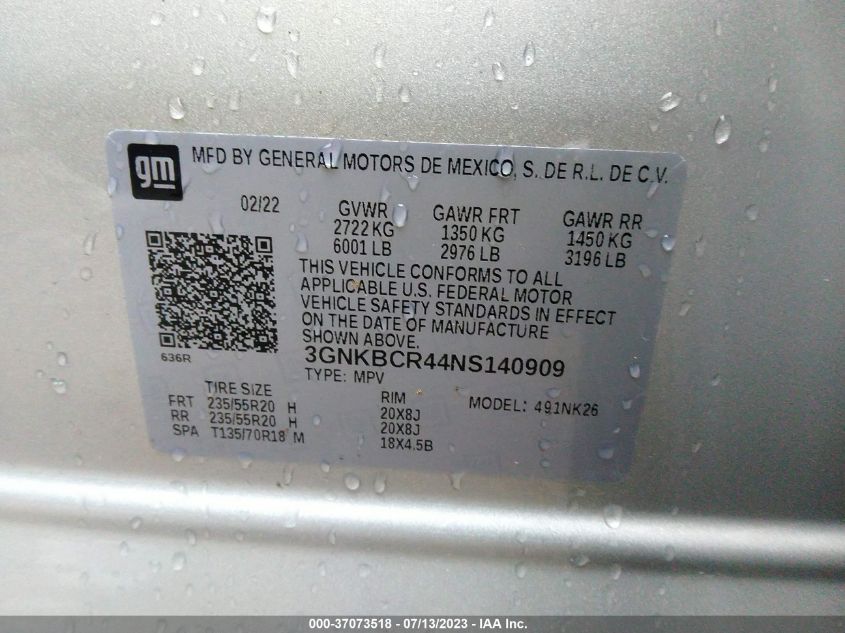 gm
MFD BY GENERAL MOTORS DE MEXICO, S. DE R.L. DE C.V.
02/22 GVWR GAWR FRT GAWR RR
2722 KG 1350 KG 1450 KG
6001 LB 2976 LB 3196 LB
THIS VEHICLE CONFORMS TO ALL
APPLICABLE U.S. FEDERAL MOTOR
VEHICLE SAFETY STANDARDS IN EFFECT
ON THE DATE OF MANUFACTURE
SHOWN ABOVE.
636R
3GNKBCR44NS140909
TYPE: MPV
TIRE SIZE RIM MODEL: 491NK26
FRT 235/55R20 H 20X8J
RR 235/55R20 H 20X8J
SPA T135/70R18 M 18X4.5B
000-37073518 - 07/13/2023 - IAA Inc.